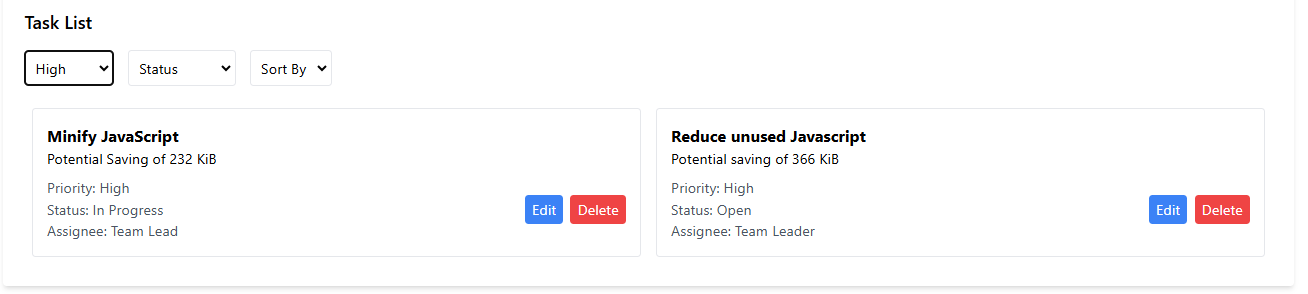 Task List
High Status Sort By
Minify JavaScript
Potential Saving of 232 KiB
Priority: High
Status: In Progress
Assignee: Team Lead
Edit Delete
Reduce unused Javascript
Potential saving of 366 KiB
Priority: High
Status: Open
Assignee: Team Leader
Edit Delete